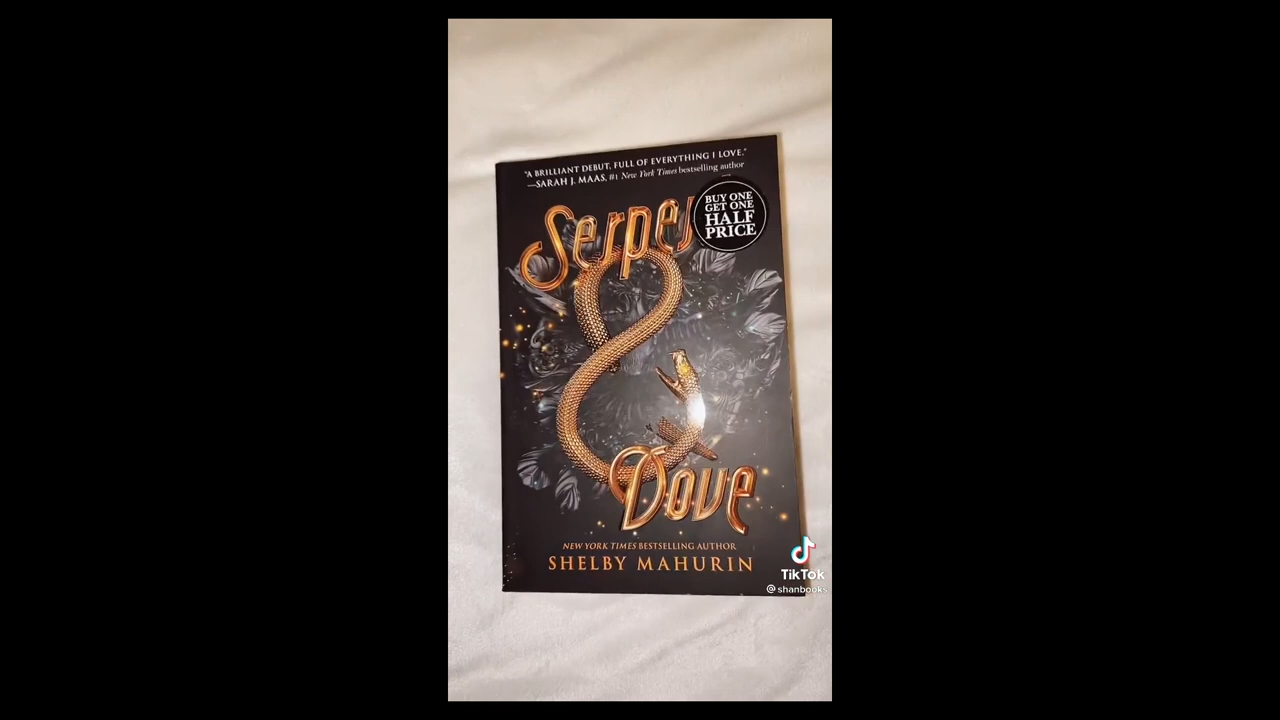 "A BRILLIANT DEBUT, FULL OF EVERYTHING I LOVE."
—SARAH J. MAAS, #1 New York Times bestselling author
BUY ONE
GET ONE
HALF
PRICE
&
Dove
NEW YORK TIMES BESTSELLING AUTHOR
SHELBY MAHURIN
TikTok
@shanbooks